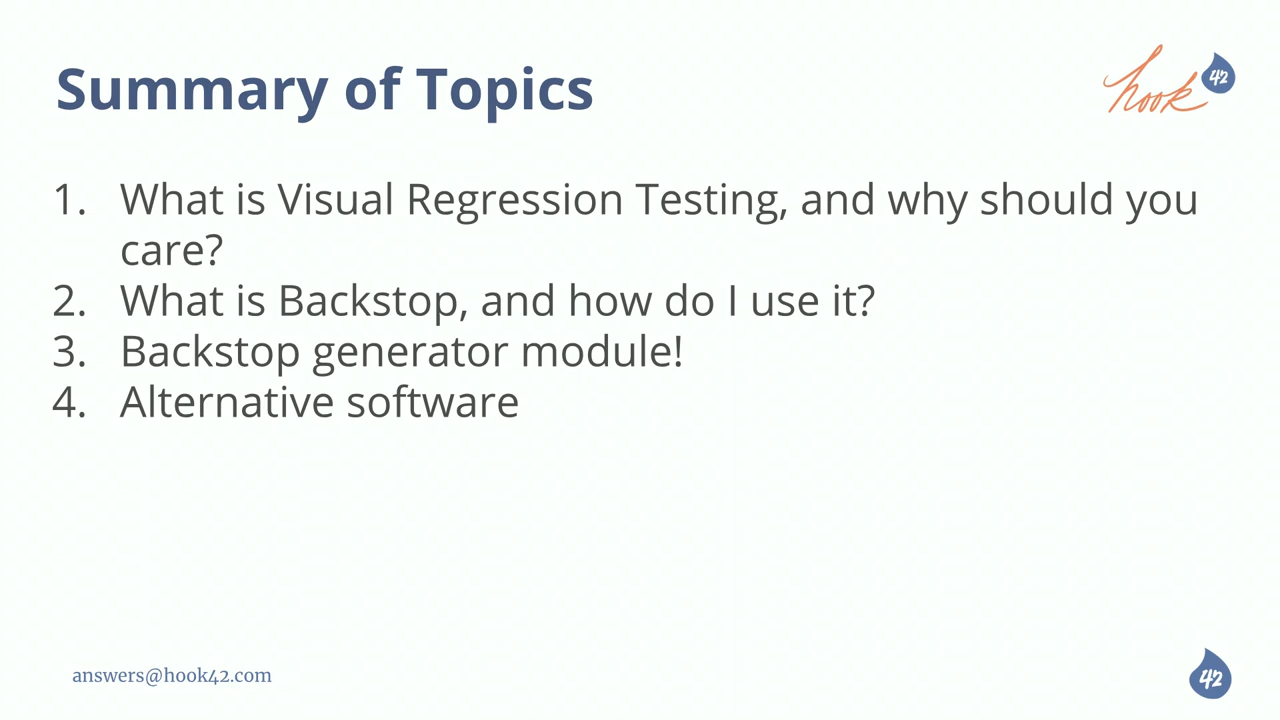 Summary of Topics
hook 42
1. What is Visual Regression Testing, and why should you
care?
2. What is Backstop, and how do I use it?
3. Backstop generator module!
4. Alternative software
answers@hook42.com
42